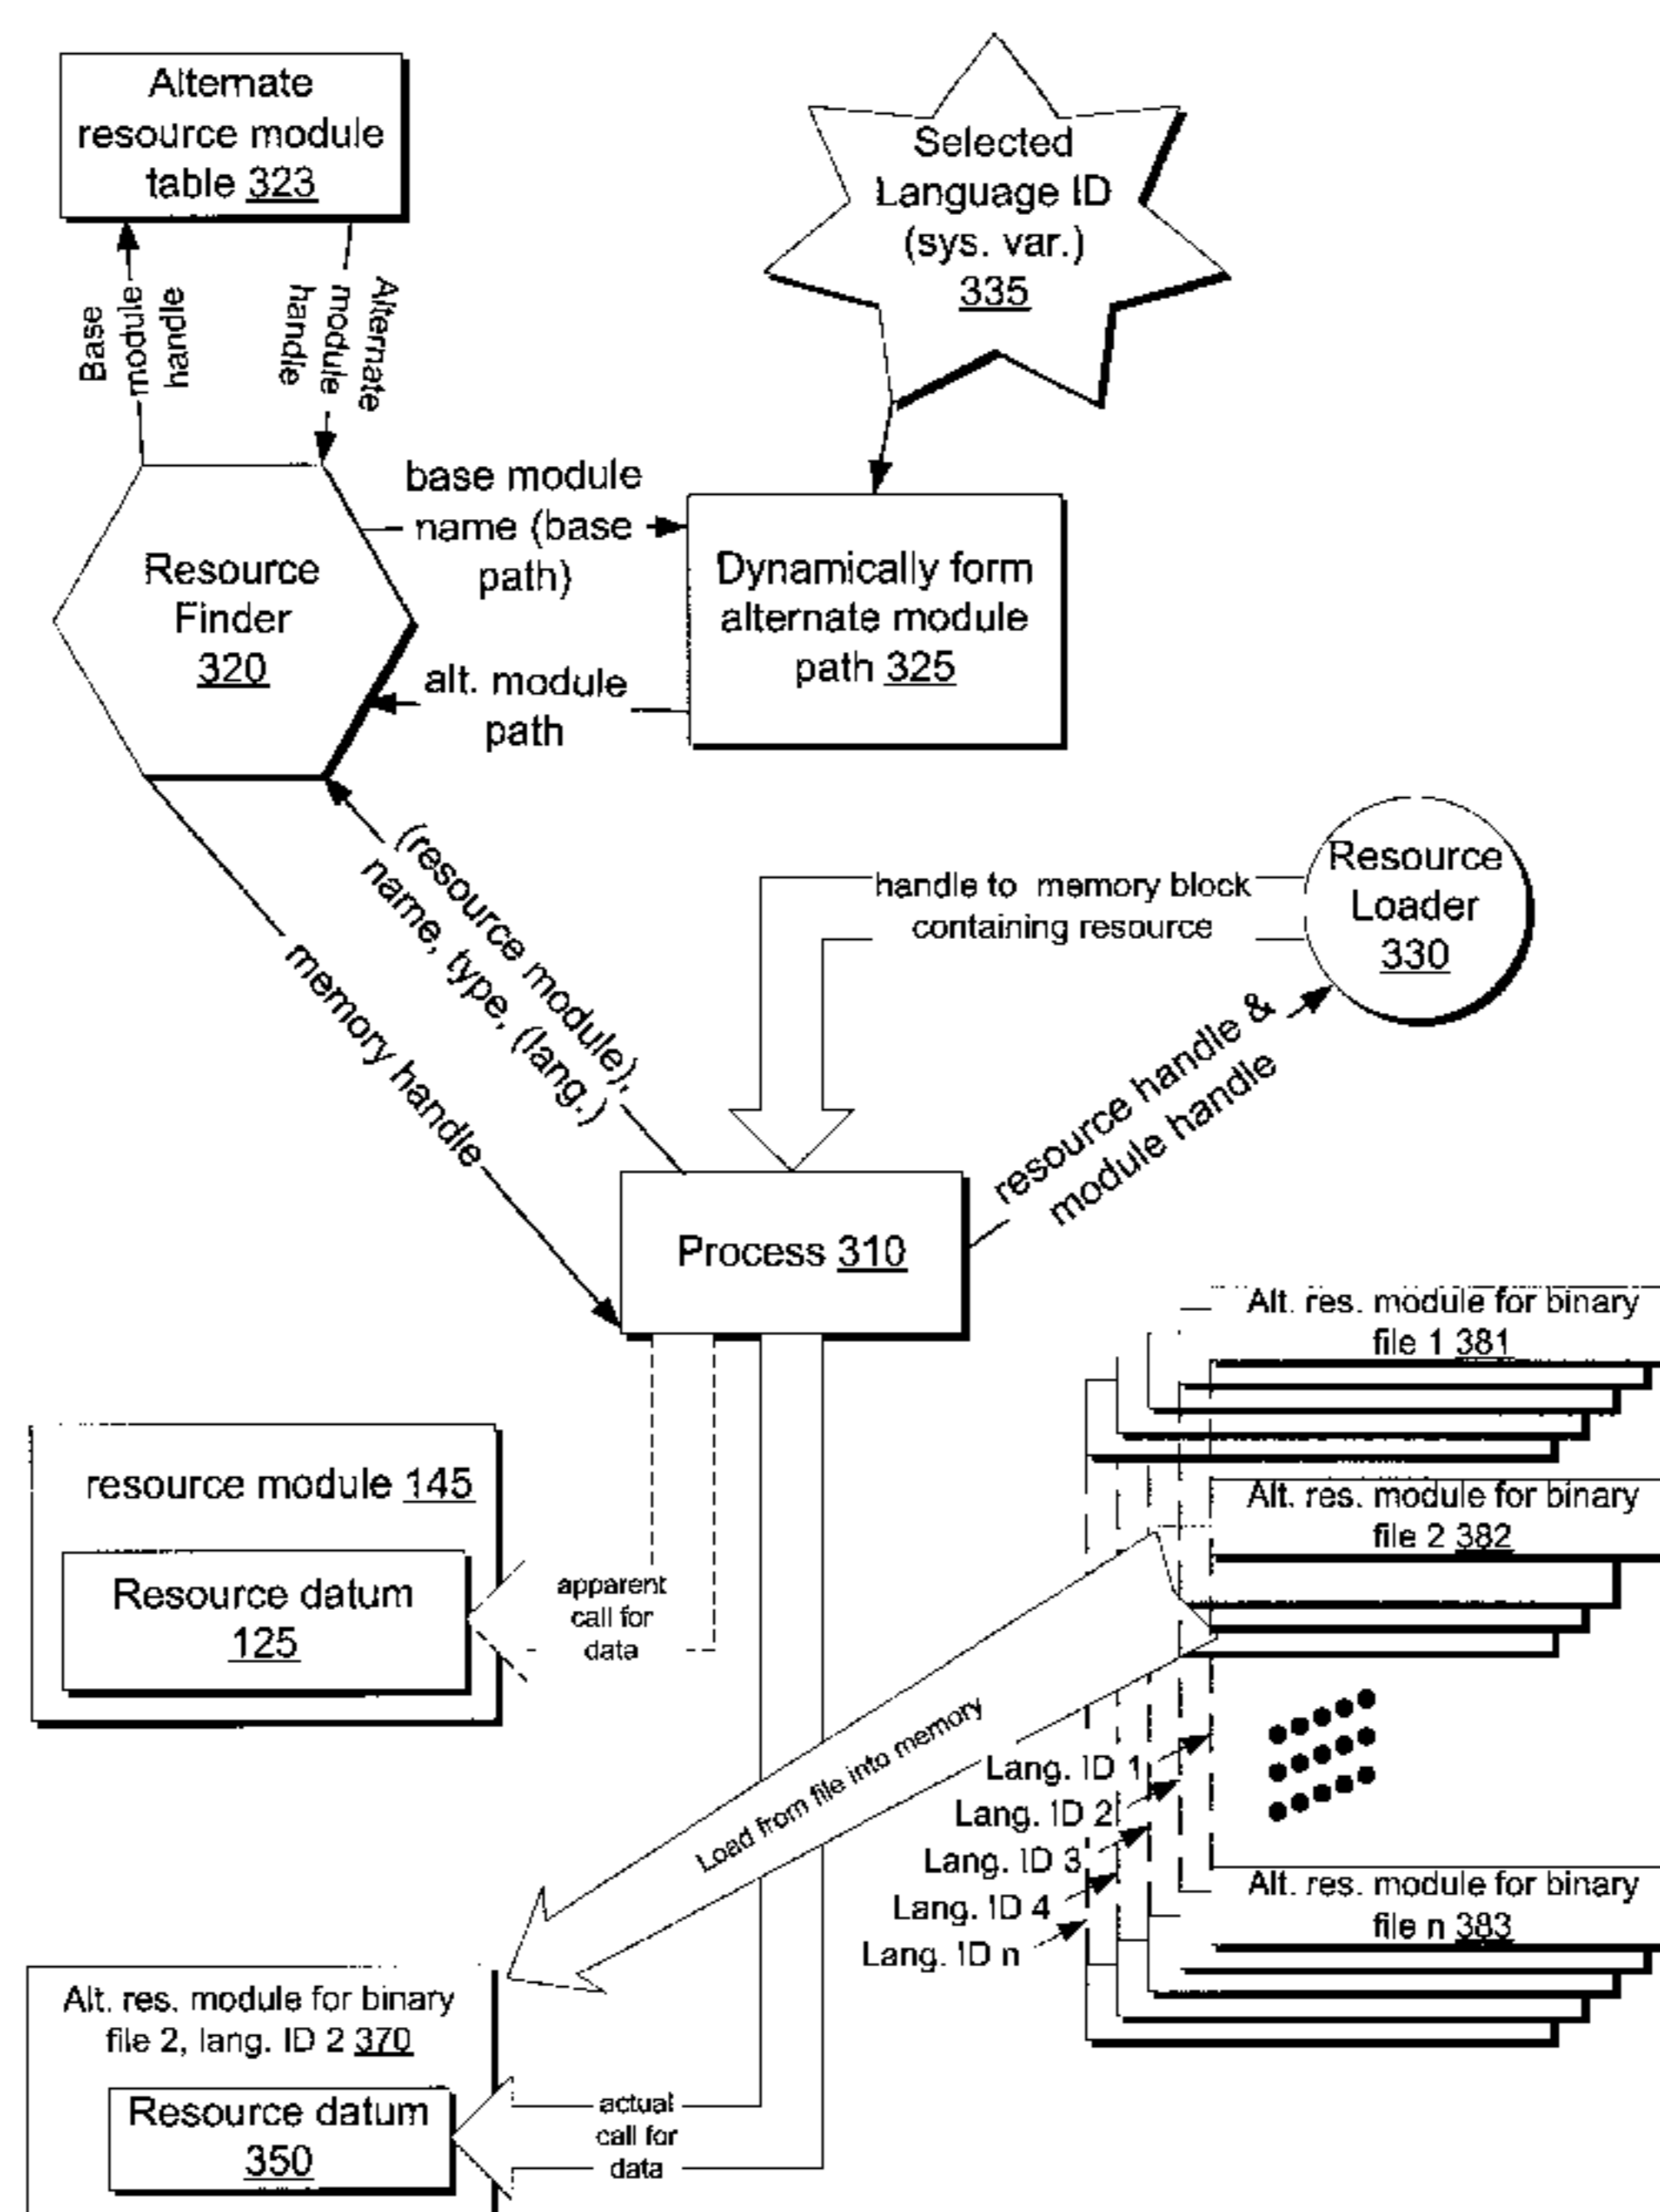 Alternate
resource module
table 323
Selected
Language ID
(sys. var.)
335
Base
module
handle
Alternate
module
handle
base module
name (base
path)
Resource
Finder
320
Dynamically form
alternate module
path 325
alt. module
path
(resource module),
name, type, (lang.)
memory handle
handle to memory block
containing resource
Resource
Loader
330
resource handle &
module handle
Process 310
Alt. res. module for binary
file 1 381
resource module 145
Resource datum
125
apparent
call for
data
Alt. res. module for binary
file 2 382
Load from file into memory
Lang. ID 1
Lang. ID 2
Lang. ID 3
Lang. ID 4
Lang. ID n
Alt. res. module for binary
file n 383
Alt. res. module for binary
file 2, lang. ID 2 370
Resource datum
350
actual
call for
data